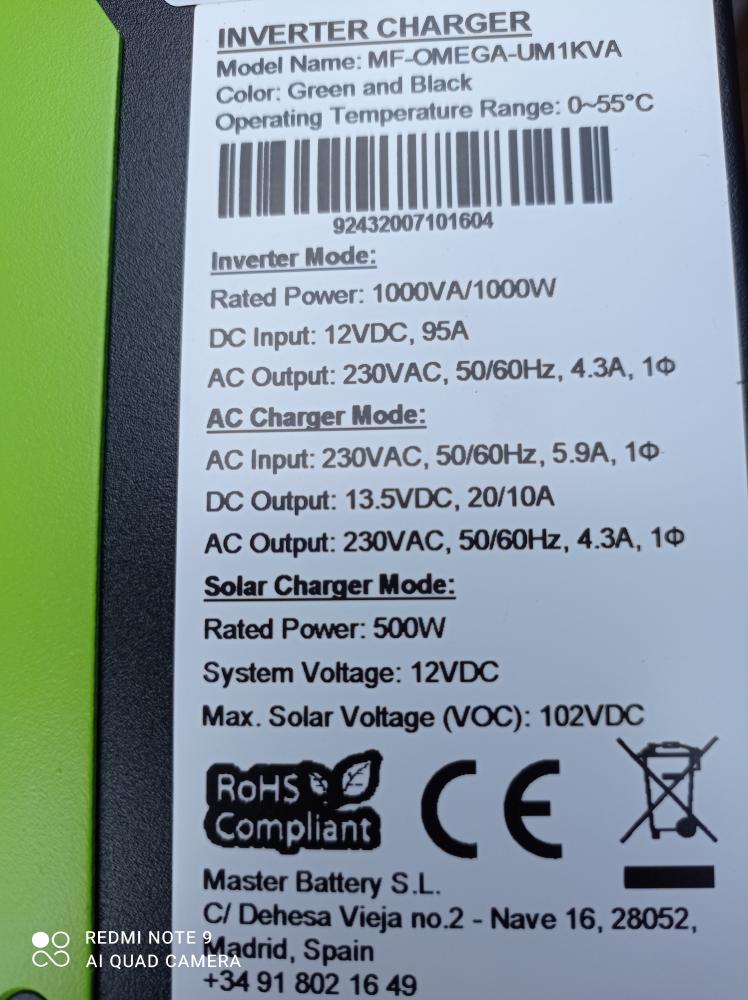 INVERTER CHARGER
Model Name: MF-OMEGA-UM1KVA
Color: Green and Black
Operating Temperature Range: 0~55°C
92432007101604
Inverter Mode:
Rated Power: 1000VA/1000W
DC Input: 12VDC, 95A
AC Output: 230VAC, 50/60Hz, 4.3A, 1Φ
AC Charger Mode:
AC Input: 230VAC, 50/60Hz, 5.9A, 1Φ
DC Output: 13.5VDC, 20/10A
AC Output: 230VAC, 50/60Hz, 4.3A, 1Φ
Solar Charger Mode:
Rated Power: 500W
System Voltage: 12VDC
Max. Solar Voltage (VOC): 102VDC
RoHS
Compliant
CE
Master Battery S.L.
C/ Dehesa Vieja no.2 - Nave 16, 28052,
Madrid, Spain
+34 91 802 16 49
REDMI NOTE 9
AI QUAD CAMERA